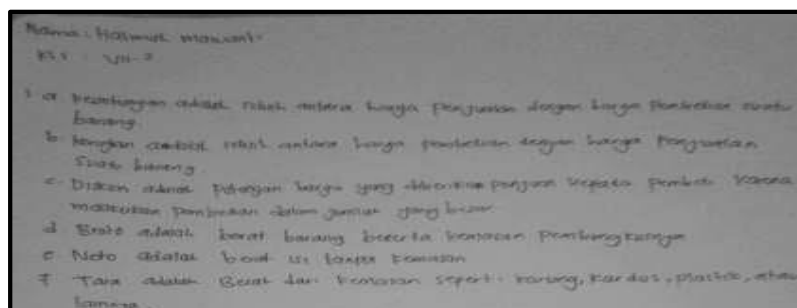 Nama :
Kls : VII-
1 a. Keuntungan adalah selisih antara harga penjualan dengan harga pembelian suatu
barang
b. kerugian adalah selisih antara harga pembelian dengan harga penjualan
suatu barang
c. Diskon adalah potongan harga yang diberikan penjual kepada pembeli karena
melakukan pembelian dalam jumlah yang besar
d. Bruto adalah berat barang beserta kemasan pembungkusnya
e. Neto adalah berat isi tanpa kemasan
f. Tara adalah Berat dari kemasan seperti karung, kardus, plastik, atau
lainnya.